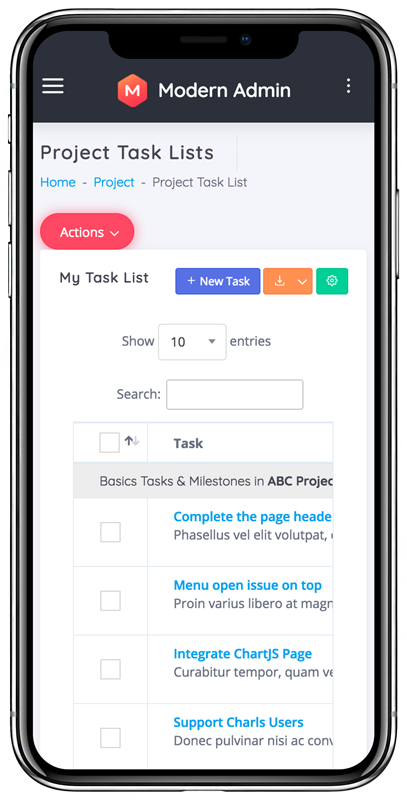 M Modern Admin
Project Task Lists
Home - Project - Project Task List
Actions
My Task List
+ New Task
Show 10 entries
Search:
Task
Basics Tasks & Milestones in ABC Projec
Complete the page heade
Phasellus vel elit volutpat,
Menu open issue on top
Proin varius libero at magn
Integrate ChartJS Page
Curabitur tempor, quam ve
Support Charls Users
Donec pulvinar nisi ac conv